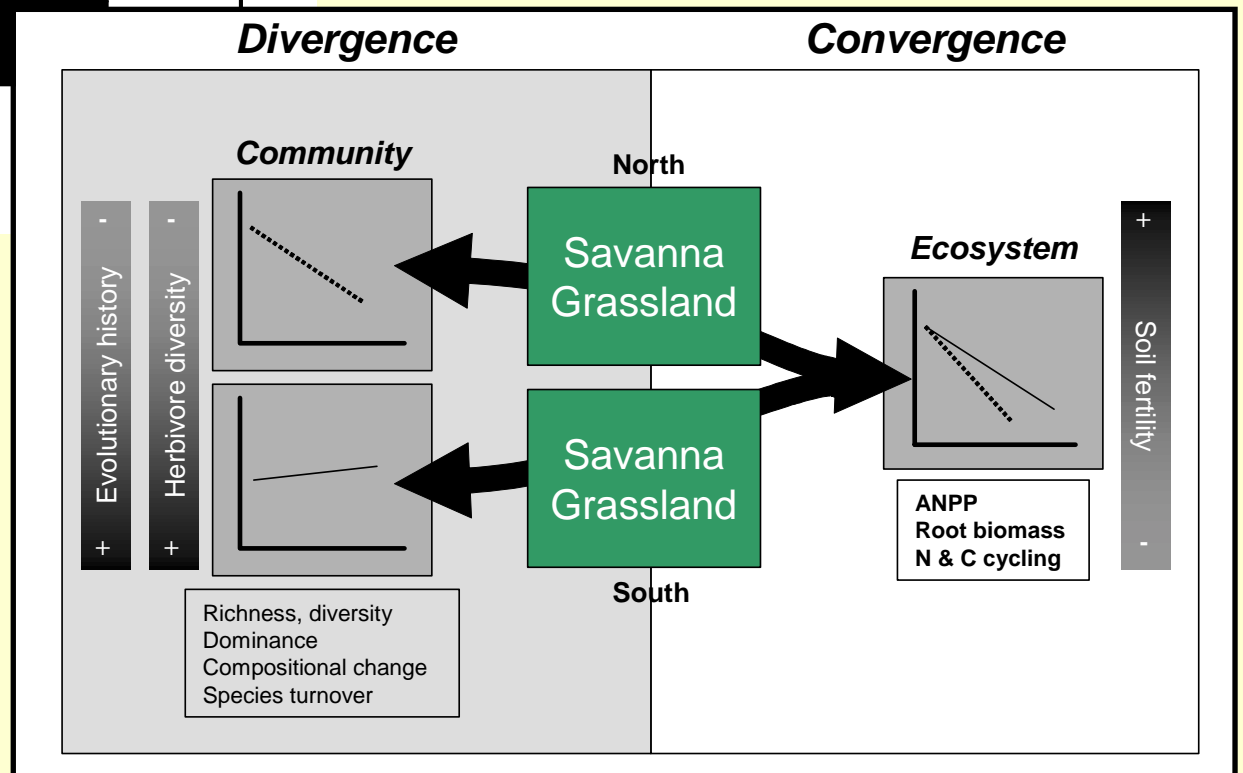 Divergence
Convergence
Community
North
- Evolutionary history +
- Herbivore diversity +
Savanna
Grassland
Ecosystem
+ Soil fertility -
Savanna
Grassland
ANPP
Root biomass
N & C cycling
South
Richness, diversity
Dominance
Compositional change
Species turnover